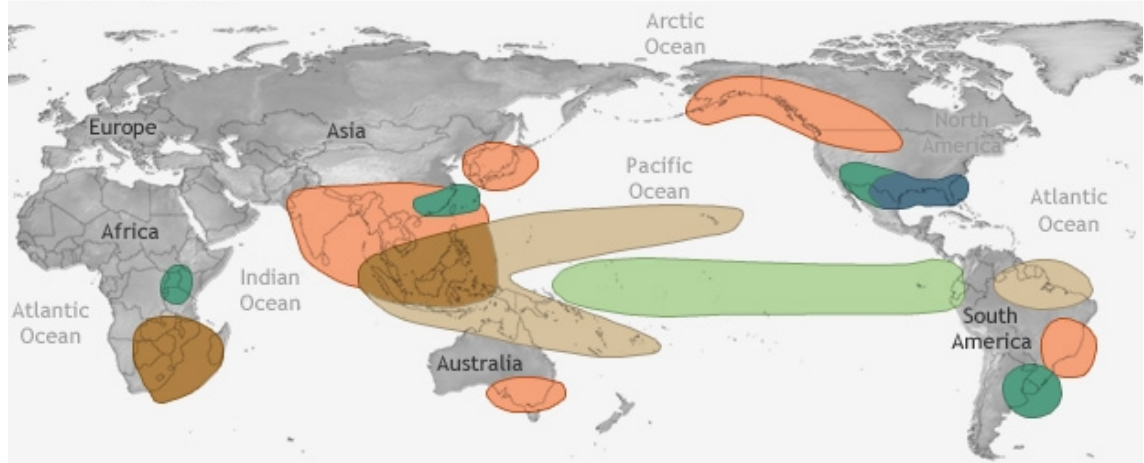 Arctic
Ocean
Europe
Asia
North
America
Pacific
Ocean
Atlantic
Ocean
Africa
Indian
Ocean
Atlantic
Ocean
South
America
Australia